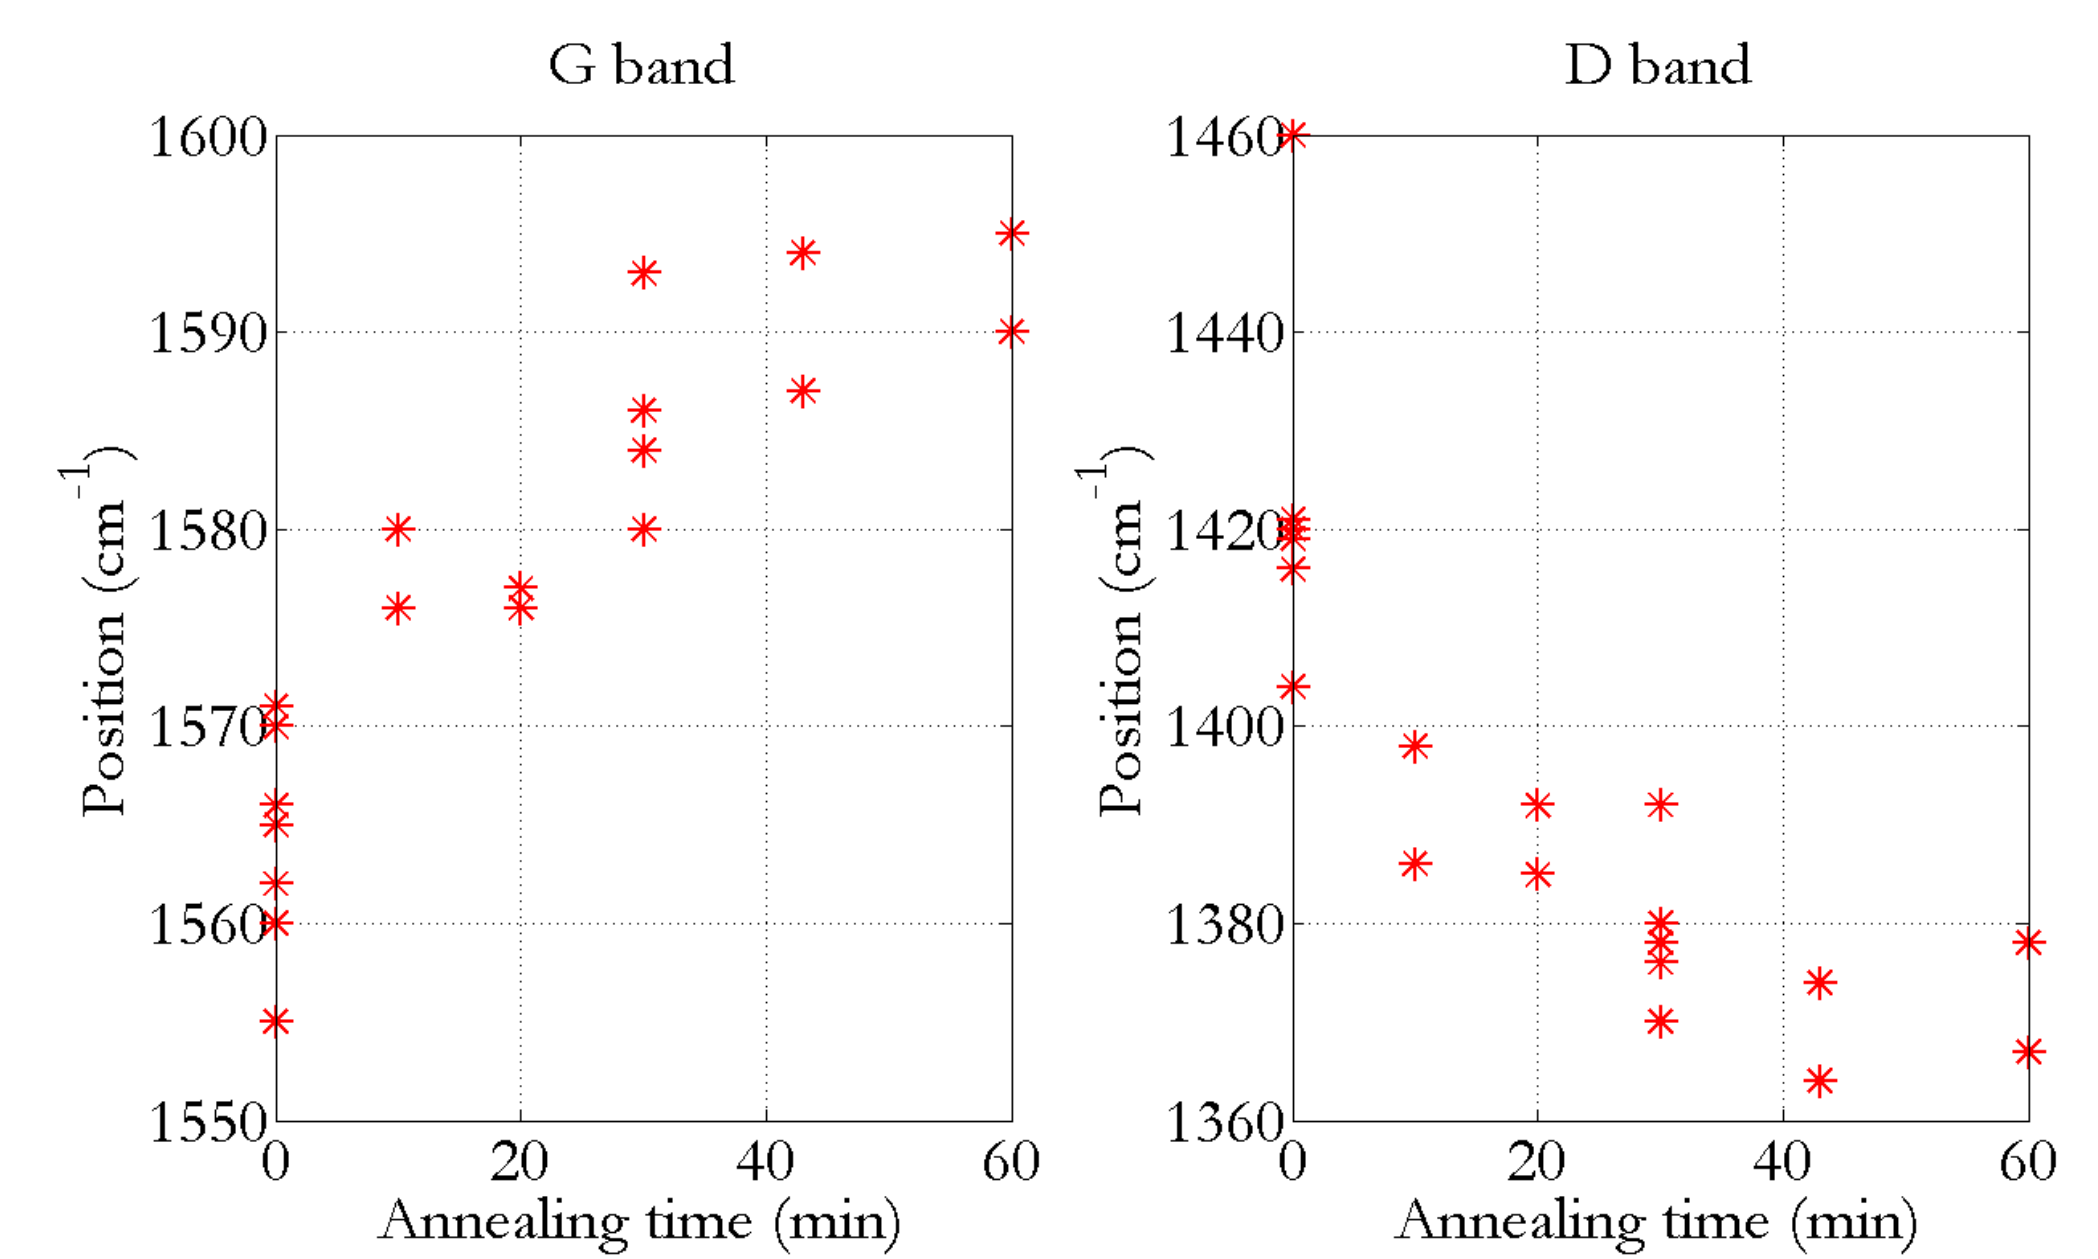 G band
1600
1590
1580
1570
1560
1550
0 20 40 60
Position (cm⁻¹)
Annealing time (min)
D band
1460
1440
1420
1400
1380
1360
0 20 40 60
Position (cm⁻¹)
Annealing time (min)